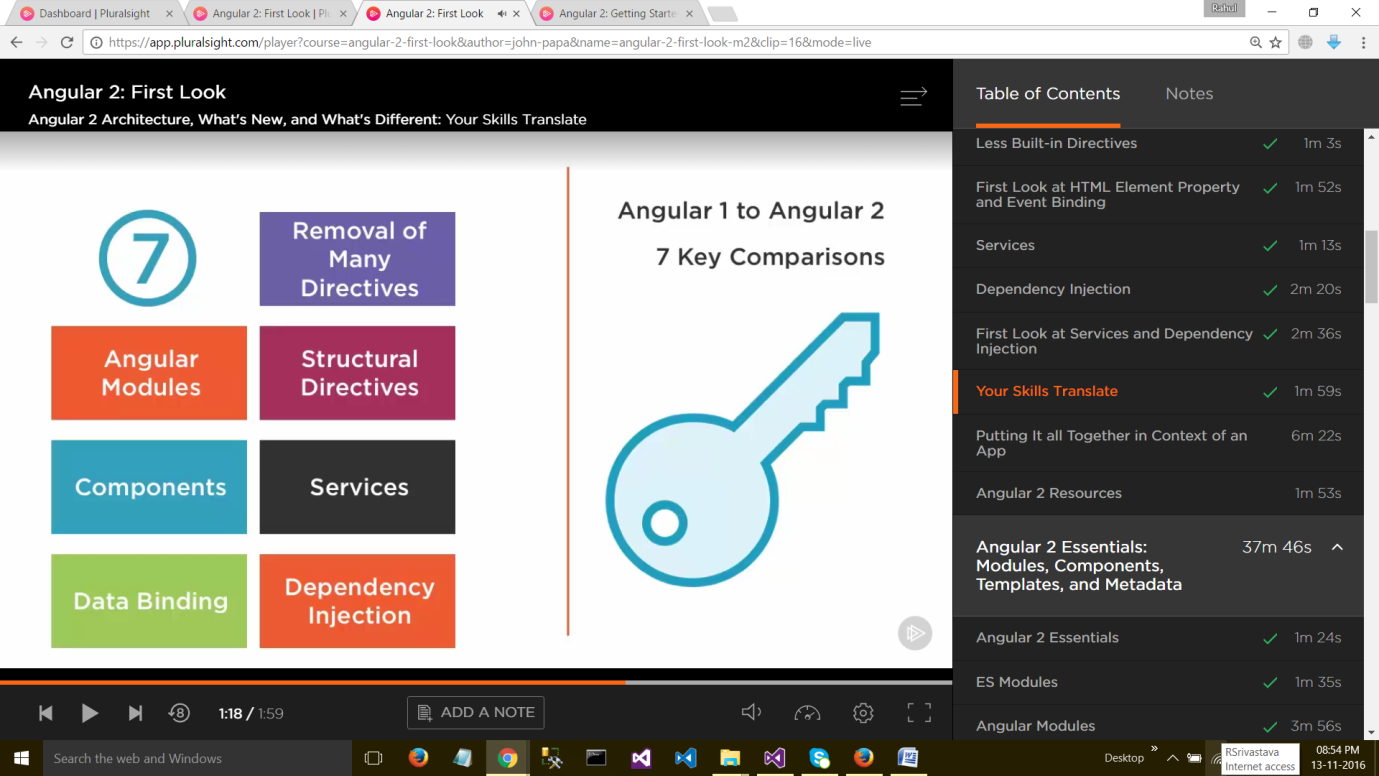 Dashboard | Pluralsight
Angular 2: First Look | Pl
Angular 2: First Look
Angular 2: Getting Starte
Rahul
https://app.pluralsight.com/player?course=angular-2-first-look&author=john-papa&name=angular-2-first-look-m2&clip=16&mode=live
Angular 2: First Look
Angular 2 Architecture, What's New, and What's Different: Your Skills Translate
7
Removal of
Many
Directives
Angular
Modules
Structural
Directives
Components
Services
Data Binding
Dependency
Injection
Angular 1 to Angular 2
7 Key Comparisons
8
1:18 / 1:59
ADD A NOTE
Table of Contents
Notes
Less Built-in Directives 1m 3s
First Look at HTML Element Property 1m 52s
and Event Binding
Services 1m 13s
Dependency Injection 2m 20s
First Look at Services and Dependency 2m 36s
Injection
Your Skills Translate 1m 59s
Putting It all Together in Context of an 6m 22s
App
Angular 2 Resources 1m 53s
Angular 2 Essentials: 37m 46s
Modules, Components,
Templates, and Metadata
Angular 2 Essentials 1m 24s
ES Modules 1m 35s
Angular Modules 3m 56s
Search the web and Windows
Desktop
RSrivastava
Internet access
08:54 PM
13-11-2016